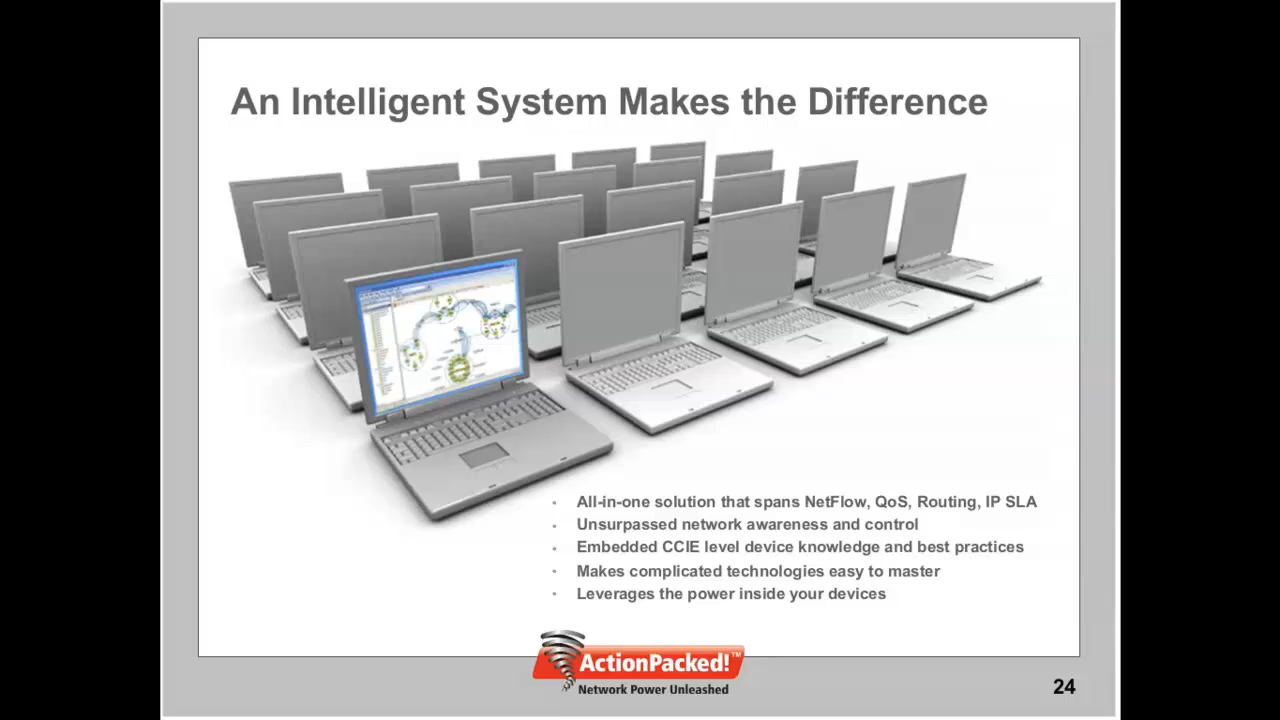 An Intelligent System Makes the Difference
• All-in-one solution that spans NetFlow, QoS, Routing, IP SLA
• Unsurpassed network awareness and control
• Embedded CCIE level device knowledge and best practices
• Makes complicated technologies easy to master
• Leverages the power inside your devices
ActionPacked!™
Network Power Unleashed
24